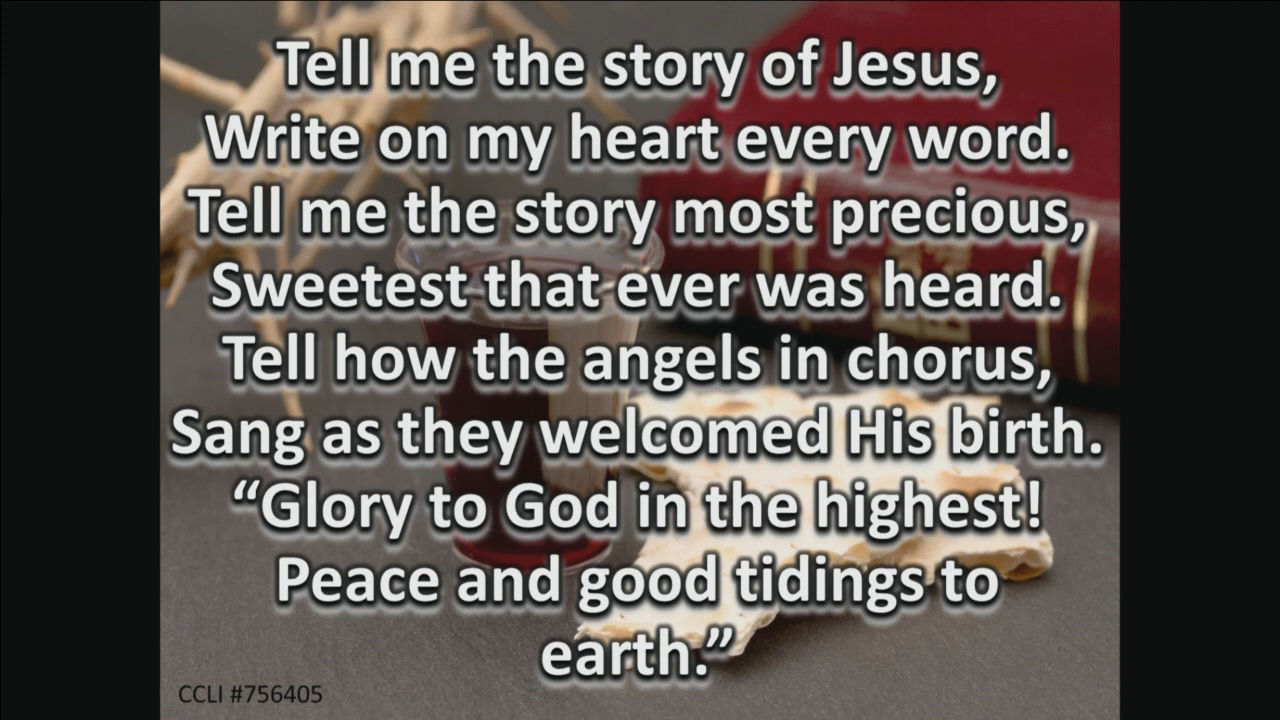 Tell me the story of Jesus,
Write on my heart every word.
Tell me the story most precious,
Sweetest that ever was heard.
Tell how the angels in chorus,
Sang as they welcomed His birth.
“Glory to God in the highest!
Peace and good tidings to
earth.”
CCLI #756405